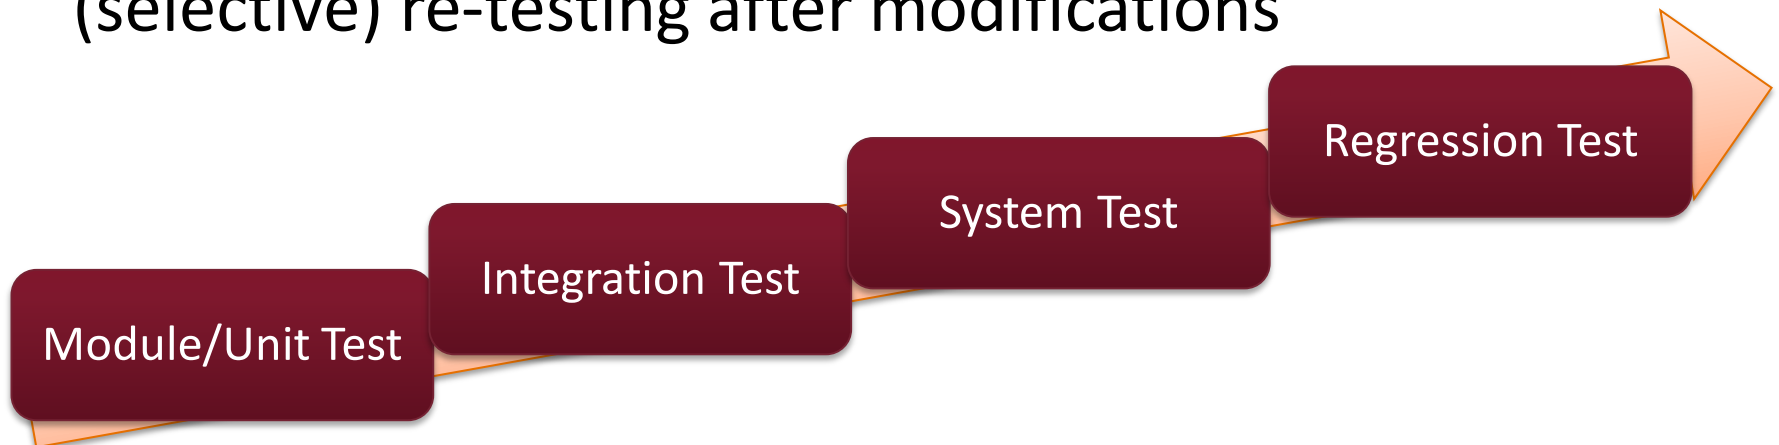 (selective) re-testing after modifications
Regression Test
System Test
Integration Test
Module/Unit Test